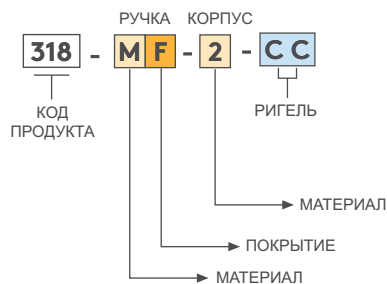 РУЧКА КОРПУС
318 - M F - 2 - C C
КОД
ПРОДУКТА
РИГЕЛЬ
МАТЕРИАЛ
ПОКРЫТИЕ
МАТЕРИАЛ